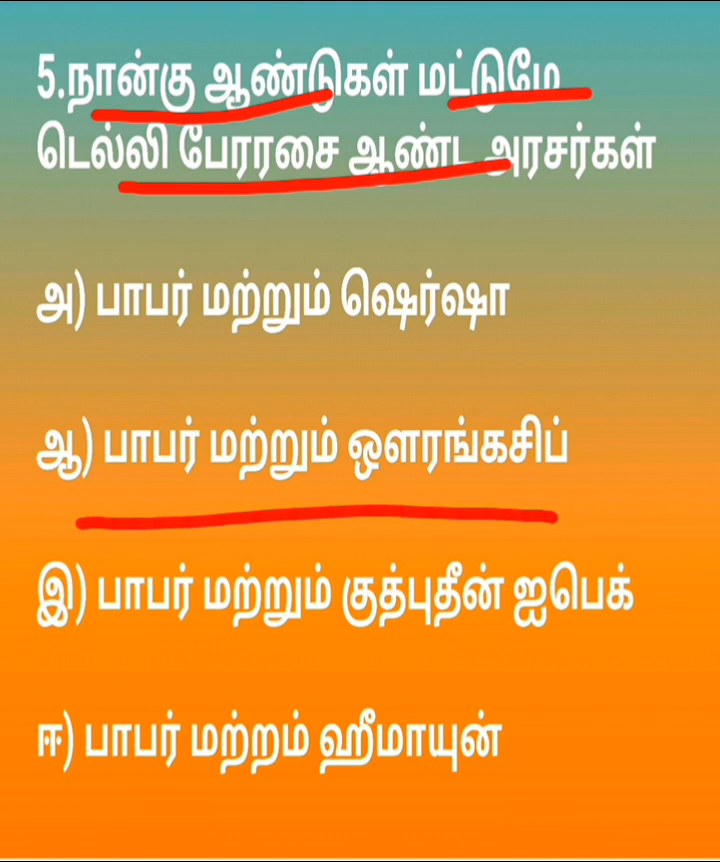 5.நான்கு ஆண்டுகள் மட்டுமே
டெல்லி பேரரசை ஆண்ட அரசர்கள்
அ) பாபர் மற்றும் ஷெர்ஷா
ஆ) பாபர் மற்றும் ஔரங்கசிப்
இ) பாபர் மற்றும் குத்புதீன் ஐபெக்
ஈ) பாபர் மற்றம் ஹீமாயுன்